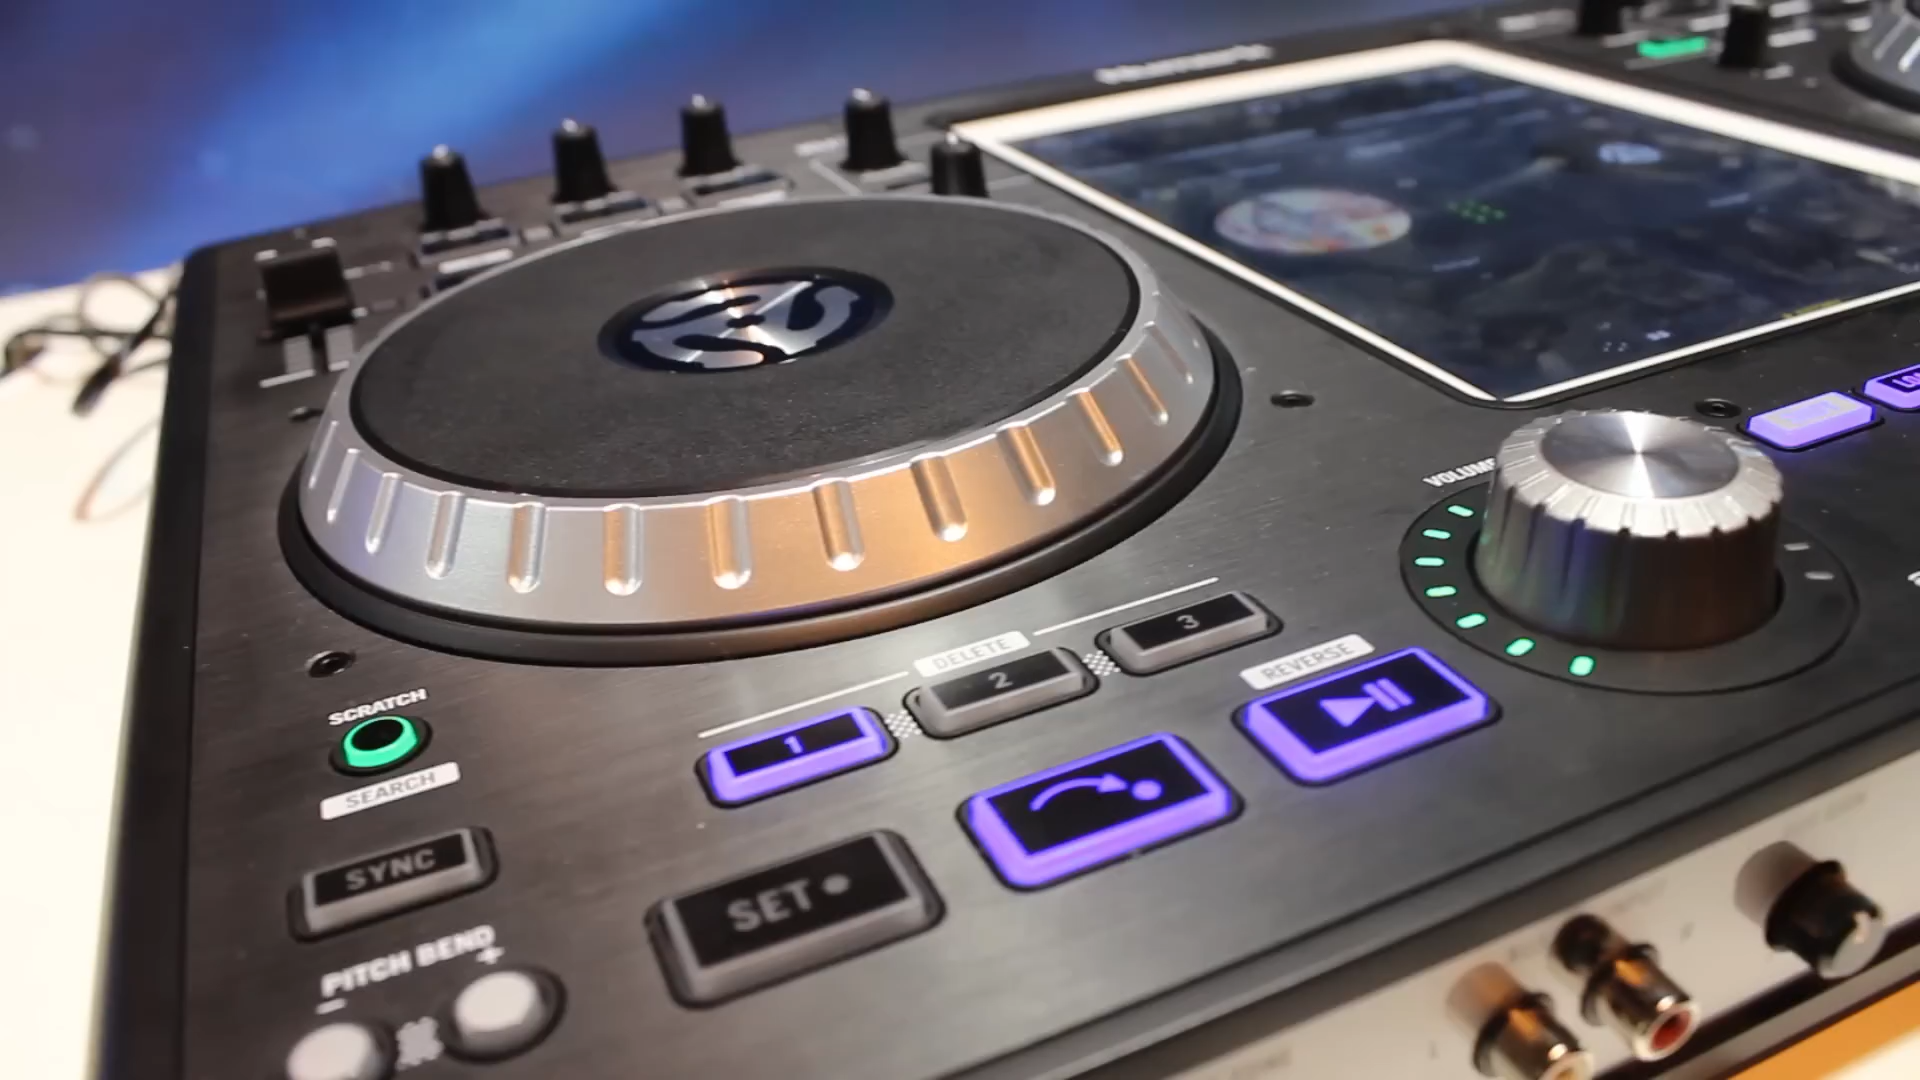 VOLUME
3
DELETE
2
REVERSE
1
SCRATCH
SEARCH
SYNC
SET
PITCH BEND
- +